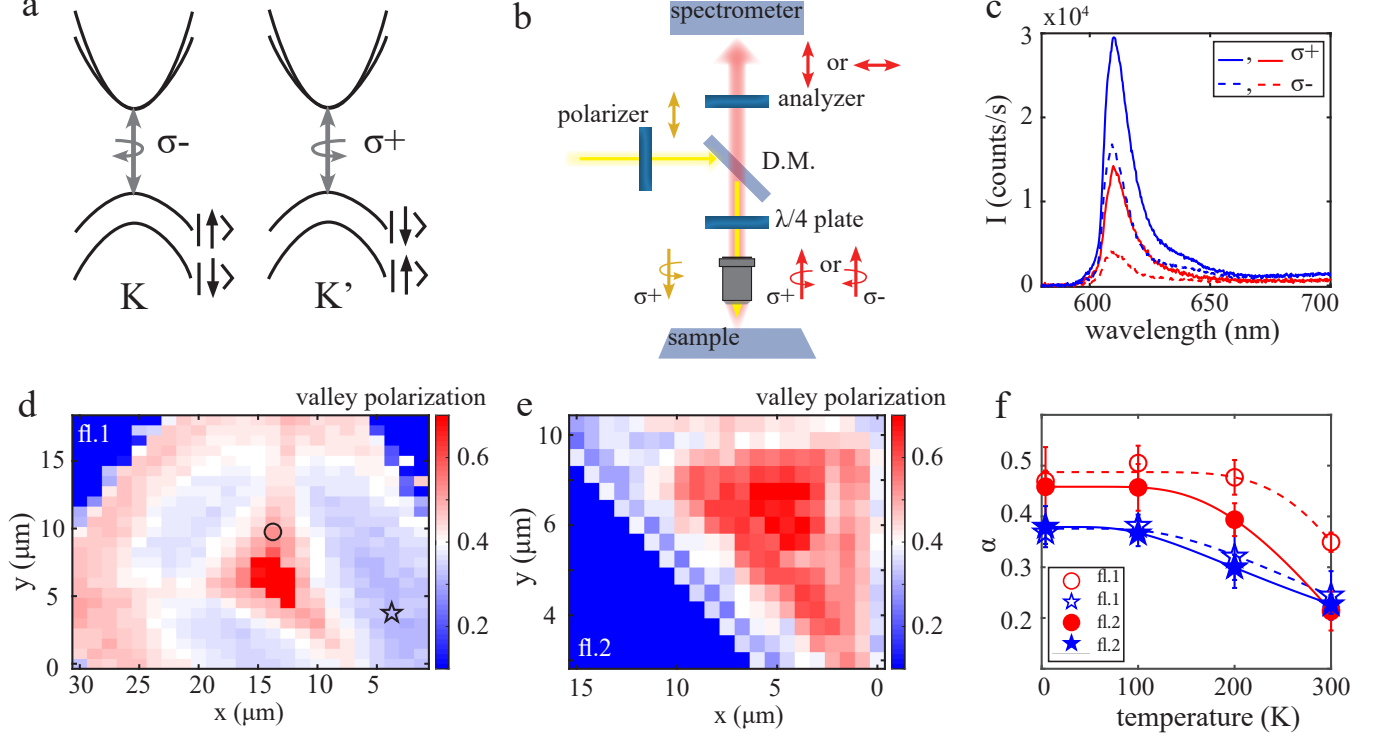 a
σ-
σ+
|↑⟩
|↓⟩
|↓⟩
|↑⟩
K
K'
b
spectrometer
or
analyzer
polarizer
D.M.
λ/4 plate
or
σ+
σ+
σ-
sample
c
x10⁴
3
2
1
0
I (counts/s)
, σ+
, σ-
600
650
700
wavelength (nm)
d
valley polarization
fl.1
15
10
5
0
y (μm)
30
25
20
15
10
5
x (μm)
0.6
0.4
0.2
e
valley polarization
fl.2
10
8
6
4
y (μm)
15
10
5
0
x (μm)
0.6
0.4
0.2
f
0.5
0.4
0.3
0.2
α
fl.1
fl.1
fl.2
fl.2
0
100
200
300
temperature (K)